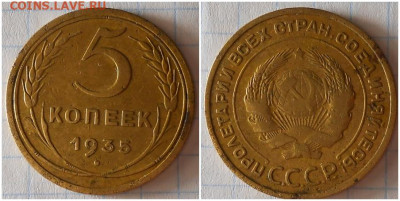 coins.lave.ru
5
КОПЕЕК
1935
ПРОЛЕТАРИИ ВСЕХ СТРАН, СОЕДИНЯЙТЕСЬ!
СССР